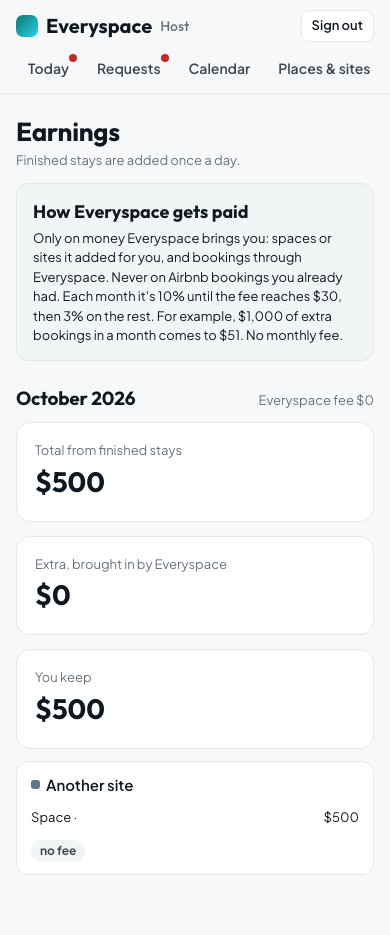 Everyspace Host
Sign out
Today
Requests
Calendar
Places & sites
Earnings
Finished stays are added once a day.
How Everyspace gets paid
Only on money Everyspace brings you: spaces or
sites it added for you, and bookings through
Everyspace. Never on Airbnb bookings you already
had. Each month it's 10% until the fee reaches $30,
then 3% on the rest. For example, $1,000 of extra
bookings in a month comes to $51. No monthly fee.
October 2026
Everyspace fee $0
Total from finished stays
$500
Extra, brought in by Everyspace
$0
You keep
$500
Another site
Space ·
$500
no fee